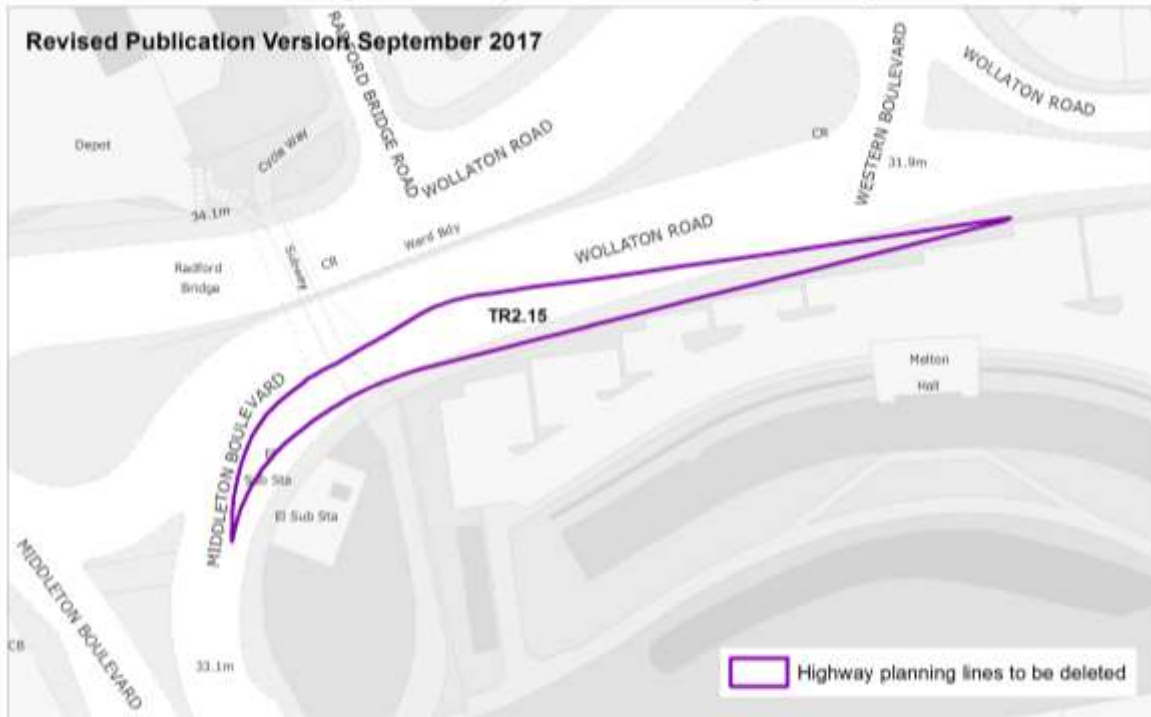 Revised Publication Version September 2017
RADFORD BRIDGE ROAD
WOLLATON ROAD
WESTERN BOULEVARD
WOLLATON ROAD
Depot
Cycle Way
CR
31.9m
34.1m
Ward Bdy
WOLLATON ROAD
Subway
CR
Radford
Bridge
TR2.15
Melton
Hall
MIDDLETON BOULEVARD
Sub Sta
El Sub Sta
MIDDLETON BOULEVARD
CB
33.1m
Highway planning lines to be deleted